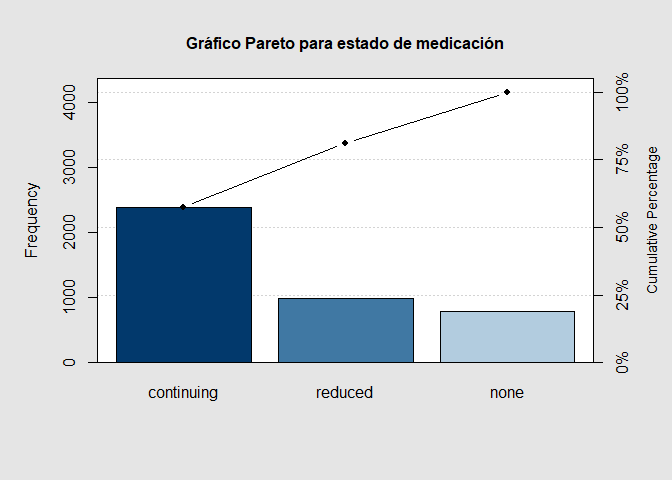 Gráfico Pareto para estado de medicación
Frequency
4000
3000
2000
1000
0
100%
75%
50%
25%
0%
Cumulative Percentage
continuing
reduced
none